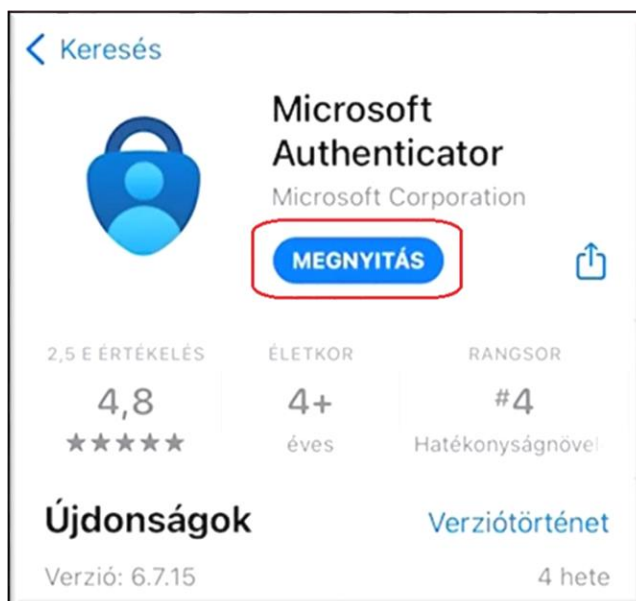 Keresés
Microsoft
Authenticator
Microsoft Corporation
MEGNYITÁS
2,5 E ÉRTÉKELÉS
ÉLETKOR
RANGSOR
4,8
4+
#4
★★★★★
éves
Hatékonyságnövel
Újdonságok
Verziótörténet
Verzió: 6.7.15
4 hete